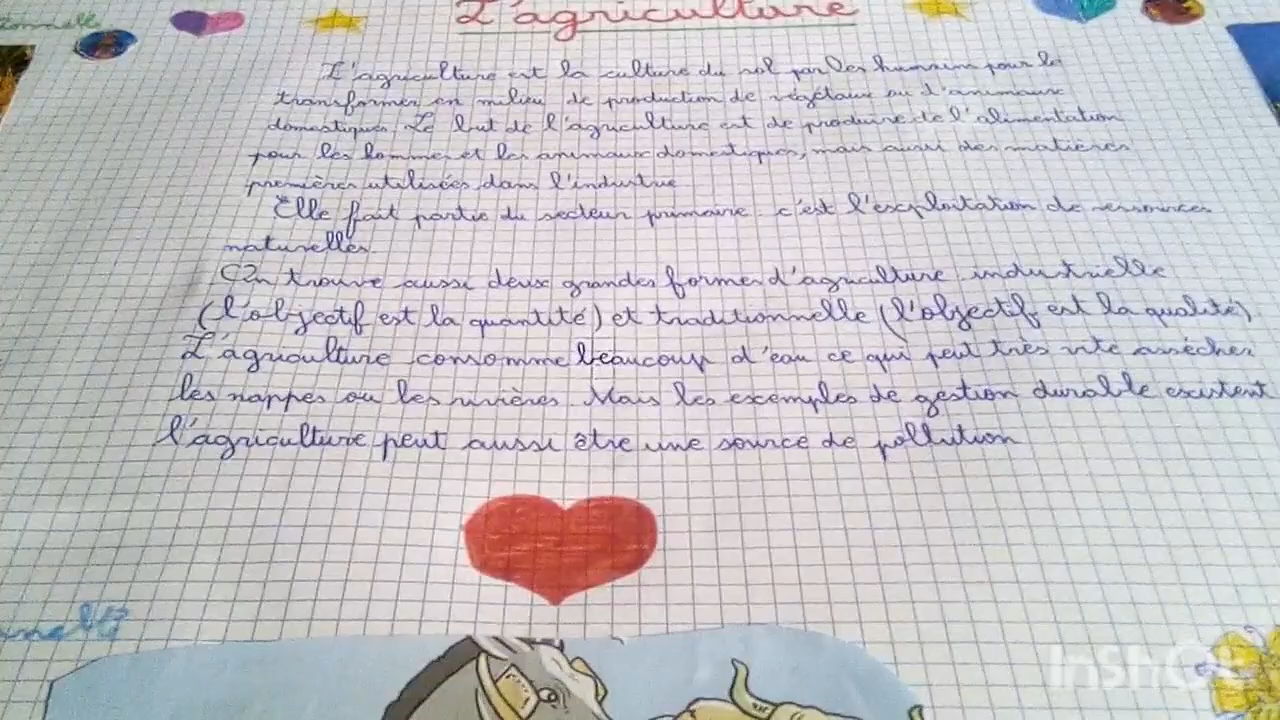 L'agriculture
L'agriculture est la culture du sol par les humains pour le
transformer en milieu de production de végétaux ou d'animaux
domestiques. Le but de l'agriculture est de produire de l'alimentation
pour les hommes et les animaux domestiques, mais aussi des matières
premières utilisées dans l'industrie
Elle fait partie du secteur primaire c'est l'exploitation de ressources
naturelles.
On trouve aussi deux grandes formes d'agriculture industrielle
(l'objectif est la quantité) et traditionnelle (l'objectif est la qualité).
L'agriculture consomme beaucoup d'eau ce qui peut très vite assécher
les nappes ou les rivières. Mais les exemples de gestion durable existent
l'agriculture peut aussi être une source de pollution
InShOt